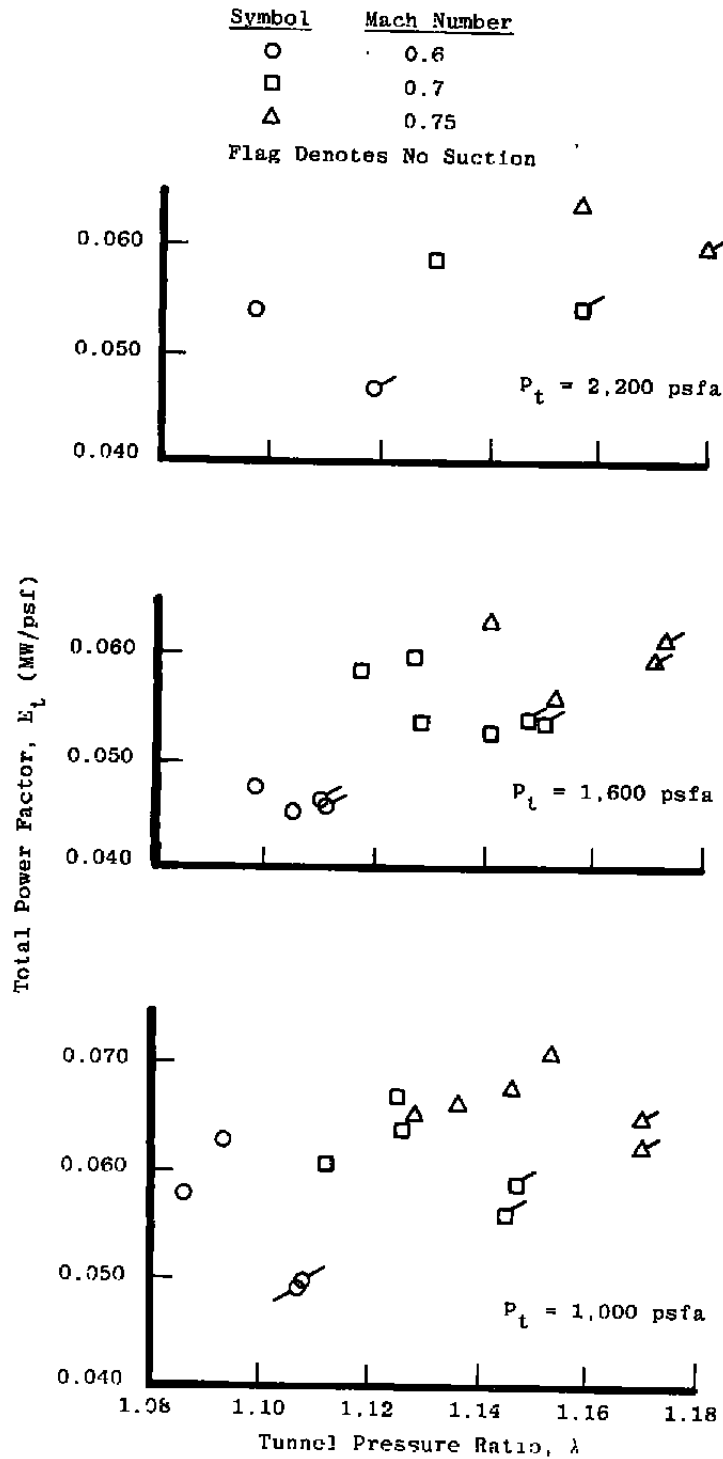 Symbol Mach Number
0.6
0.7
0.75
Flag Denotes No Suction
0.060
0.050
0.040
Pt = 2,200 psfa
Total Power Factor, Et (MW/psf)
0.060
0.050
0.040
Pt = 1,600 psfa
0.070
0.060
0.050
0.040
Pt = 1,000 psfa
1.08 1.10 1.12 1.14 1.16 1.18
Tunnel Pressure Ratio, λ